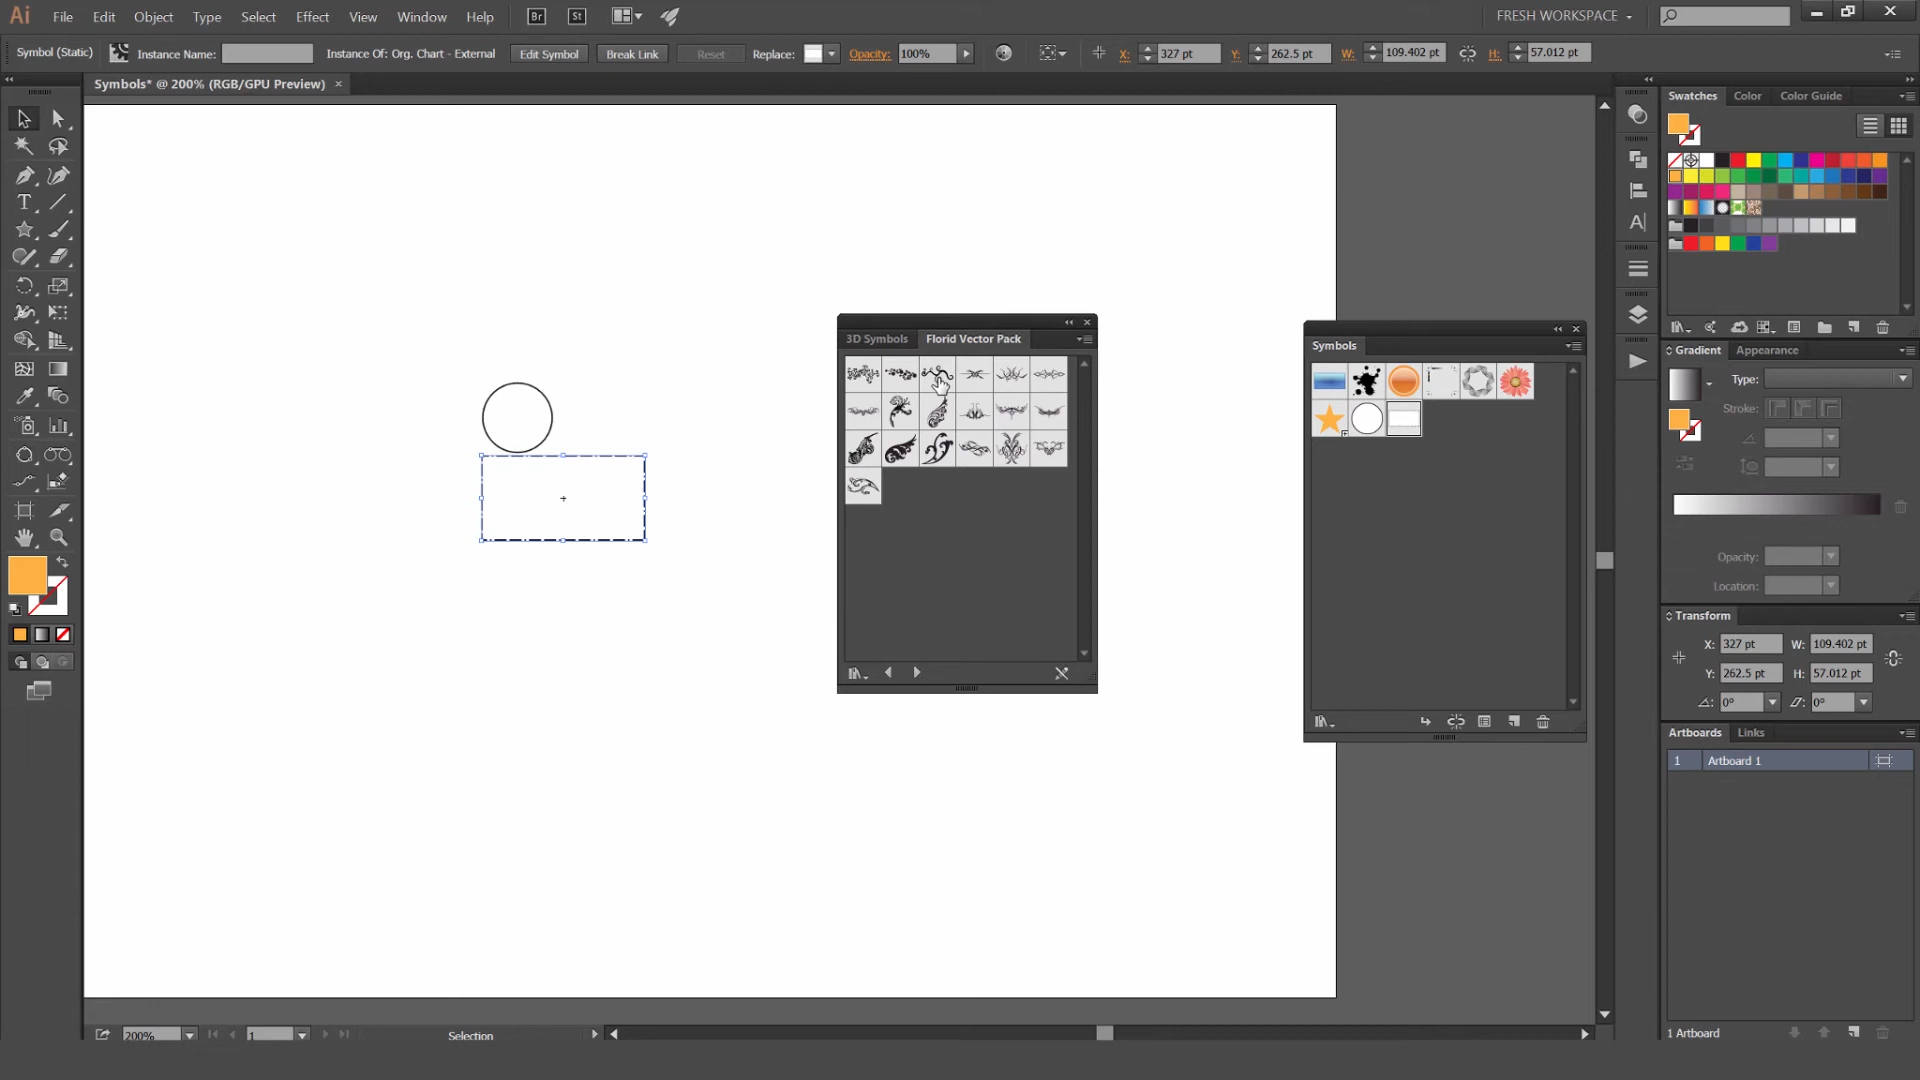 Ai File Edit Object Type Select Effect View Window Help Br St FRESH WORKSPACE
Symbol (Static) Instance Name: Instance Of: Org. Chart - External Edit Symbol Break Link Reset Replace: Opacity: 100% X: 327 pt Y: 262.5 pt W: 109.402 pt H: 57.012 pt
Symbols* @ 200% (RGB/GPU Preview) ×
Swatches Color Color Guide
3D Symbols Florid Vector Pack
Symbols
Gradient Appearance
Type:
Stroke:
Opacity:
Location:
Transform
X: 327 pt W: 109.402 pt
Y: 262.5 pt H: 57.012 pt
0° 0°
Artboards Links
1 Artboard 1
1 Artboard
200% 1 Selection